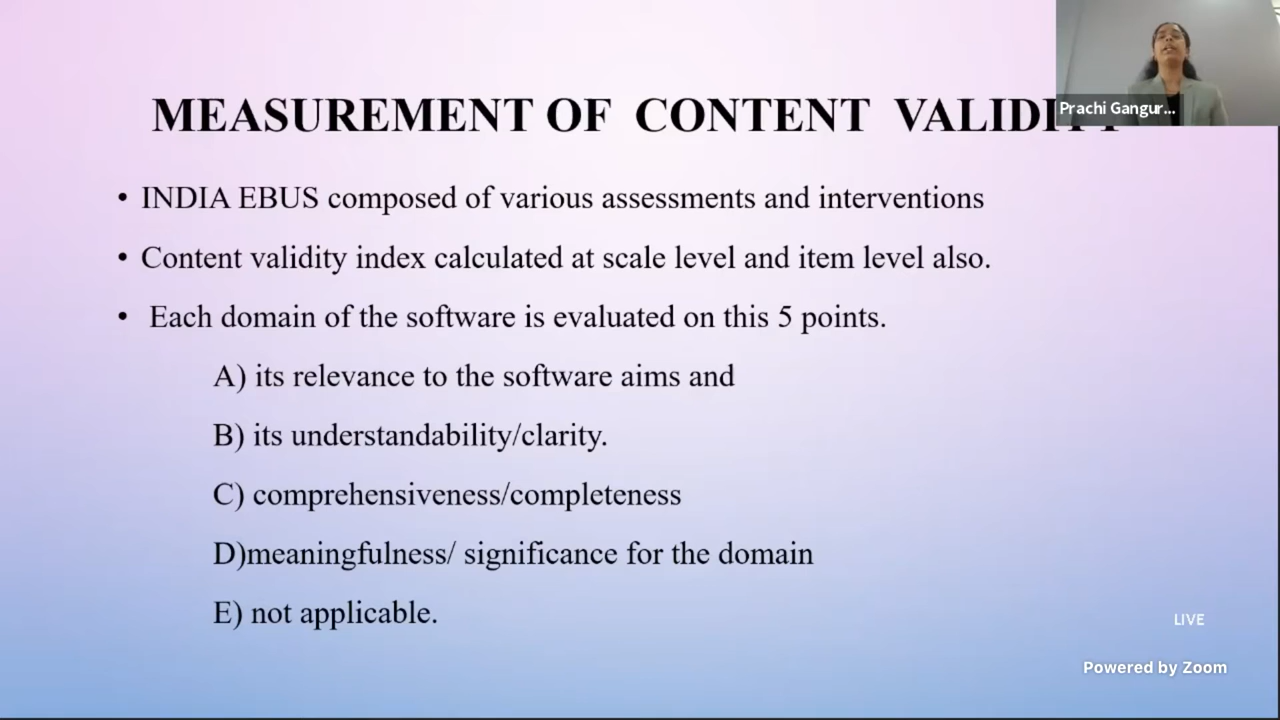 MEASUREMENT OF CONTENT
Prachi Gangur...
• INDIA EBUS composed of various assessments and interventions
• Content validity index calculated at scale level and item level also.
• Each domain of the software is evaluated on this 5 points.
A) its relevance to the software aims and
B) its understandability/clarity.
C) comprehensiveness/completeness
D)meaningfulness/ significance for the domain
E) not applicable.
LIVE
Powered by Zoom